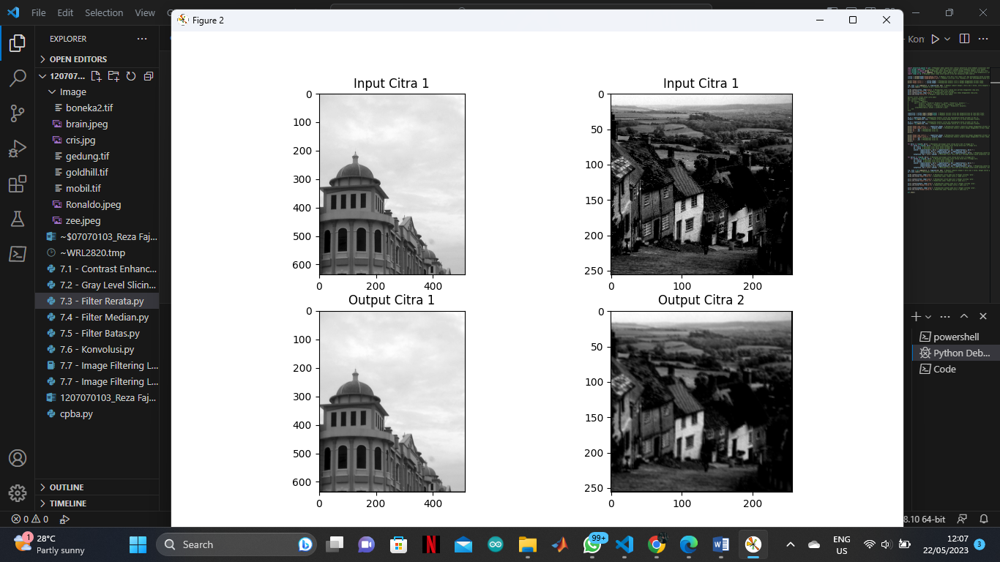 File Edit Selection View
Figure 2
EXPLORER
OPEN EDITORS
120707...
Image
boneka2.tif
brain.jpeg
cris.jpg
gedung.tif
goldhill.tif
mobil.tif
Ronaldo.jpeg
zee.jpeg
~$07070103_Reza Faj...
~WRL2820.tmp
7.1 - Contrast Enhanc...
7.2 - Gray Level Slicin...
7.3 - Filter Rerata.py
7.4 - Filter Median.py
7.5 - Filter Batas.py
7.6 - Konvolusi.py
7.7 - Image Filtering L...
7.7 - Image Filtering L...
1207070103_Reza Faj...
cpba.py
OUTLINE
TIMELINE
0 0
Input Citra 1
0
100
200
300
400
500
600
0 200 400
Input Citra 1
0
50
100
150
200
250
0 100 200
Output Citra 1
0
100
200
300
400
500
600
0 200 400
Output Citra 2
0
50
100
150
200
250
0 100 200
Kon
powershell
Python Deb...
Code
8.10 64-bit
1
28°C
Partly sunny
Search
99+
ENG
US
12:07
22/05/2023
3